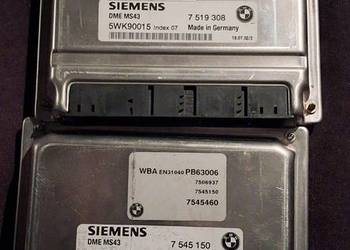 SIEMENS
DME MS43 7 519 308
5WK90015 Index 07
Made in Germany
WBA EN31040 PB63006
7506937
7545150
7545460
SIEMENS
DME MS43 7 545 150